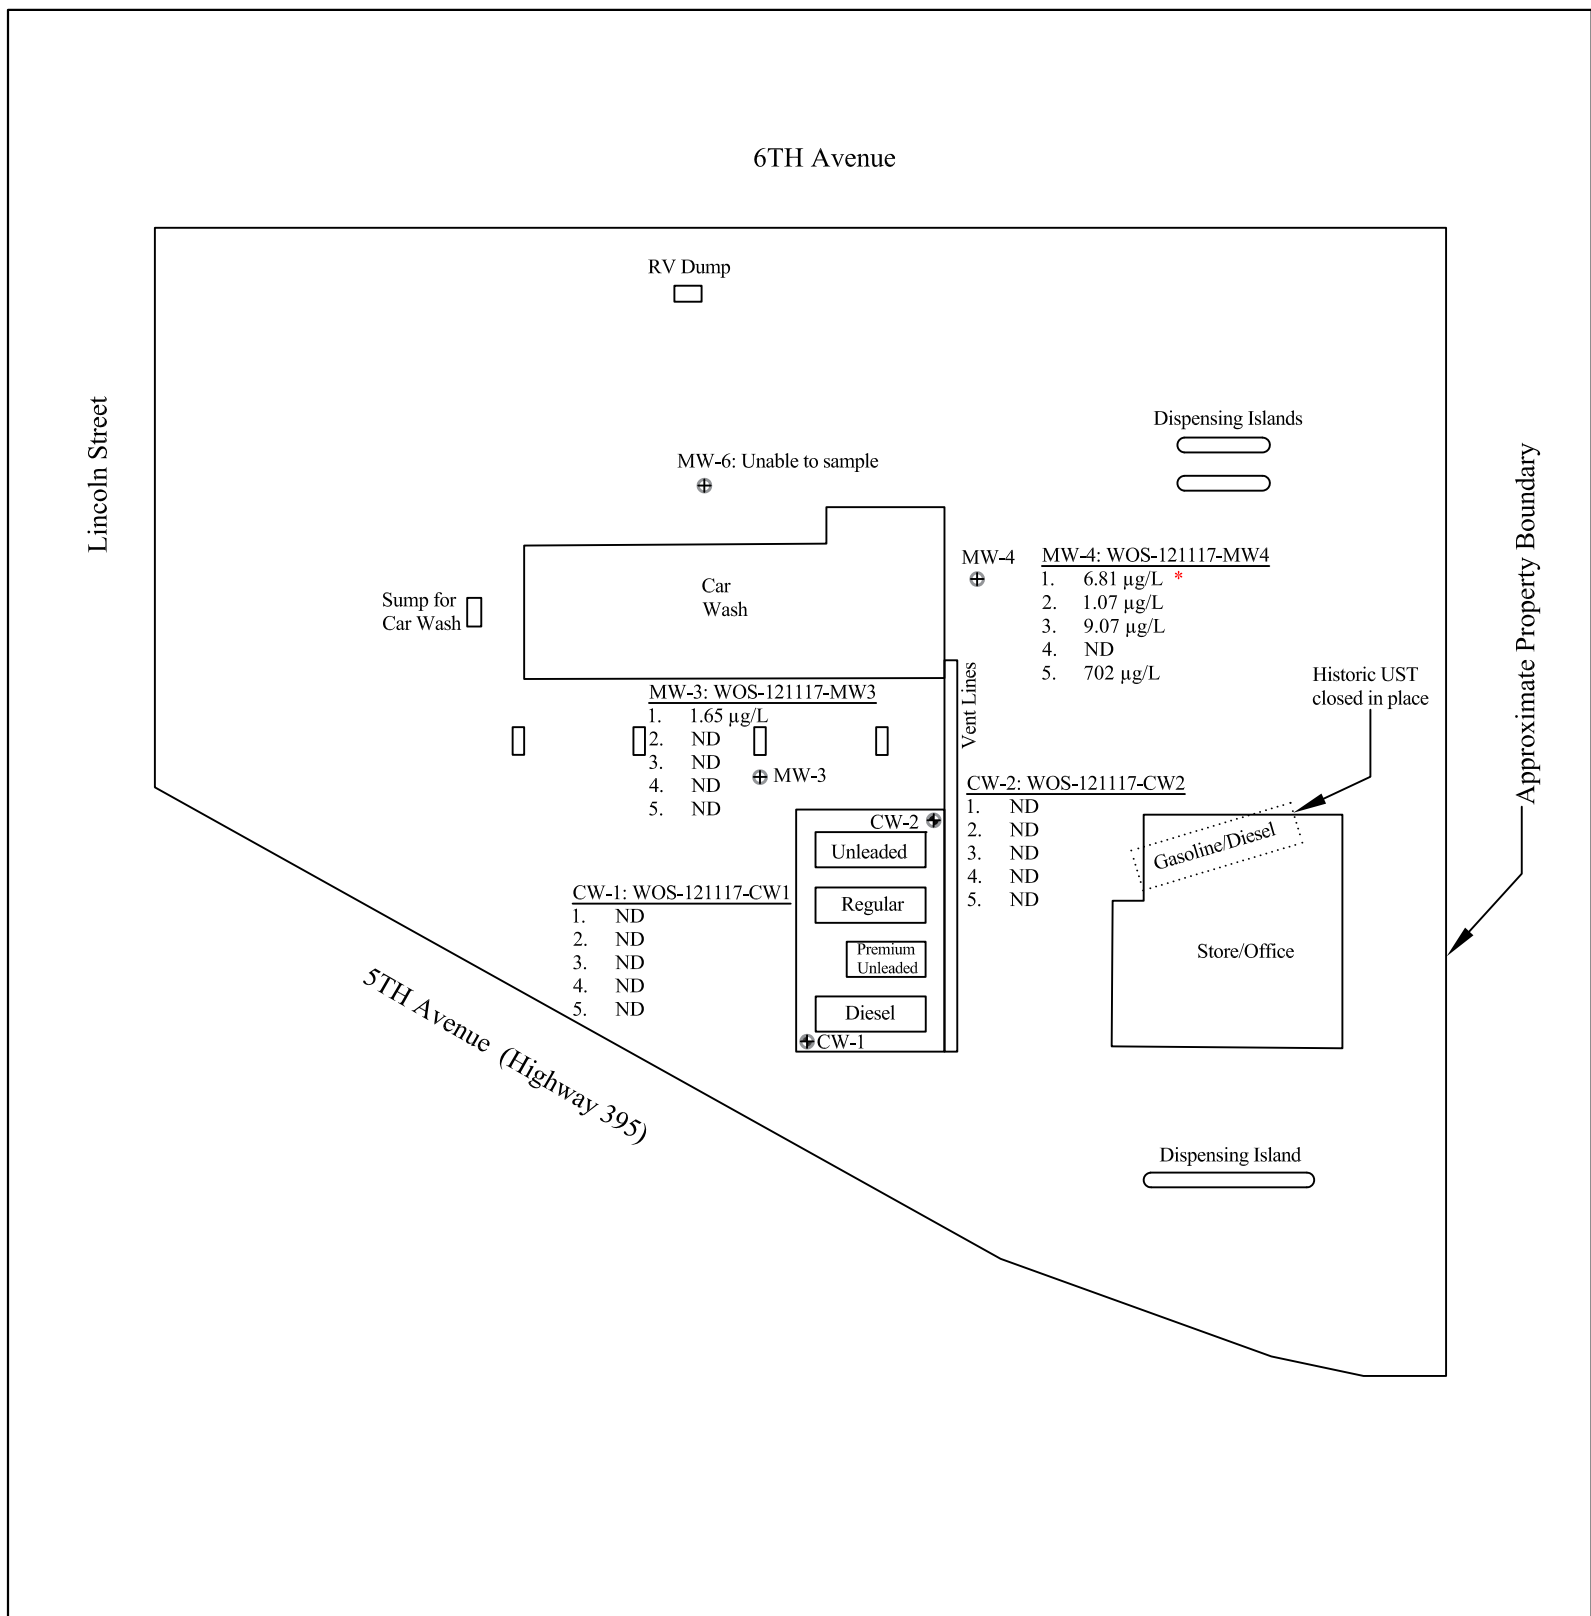 6TH Avenue
RV Dump
Lincoln Street
Dispensing Islands
MW-6: Unable to sample
Approximate Property Boundary
Car
Wash
Sump for
Car Wash
MW-4
MW-4: WOS-121117-MW4
1. 6.81 µg/L *
2. 1.07 µg/L
3. 9.07 µg/L
4. ND
5. 702 µg/L
Historic UST
closed in place
Vent Lines
MW-3: WOS-121117-MW3
1. 1.65 µg/L
2. ND
3. ND
4. ND
5. ND
MW-3
CW-2: WOS-121117-CW2
1. ND
2. ND
3. ND
4. ND
5. ND
Gasoline/Diesel
CW-2
Unleaded
Regular
Premium
Unleaded
Diesel
CW-1
CW-1: WOS-121117-CW1
1. ND
2. ND
3. ND
4. ND
5. ND
Store/Office
5TH Avenue (Highway 395)
Dispensing Island